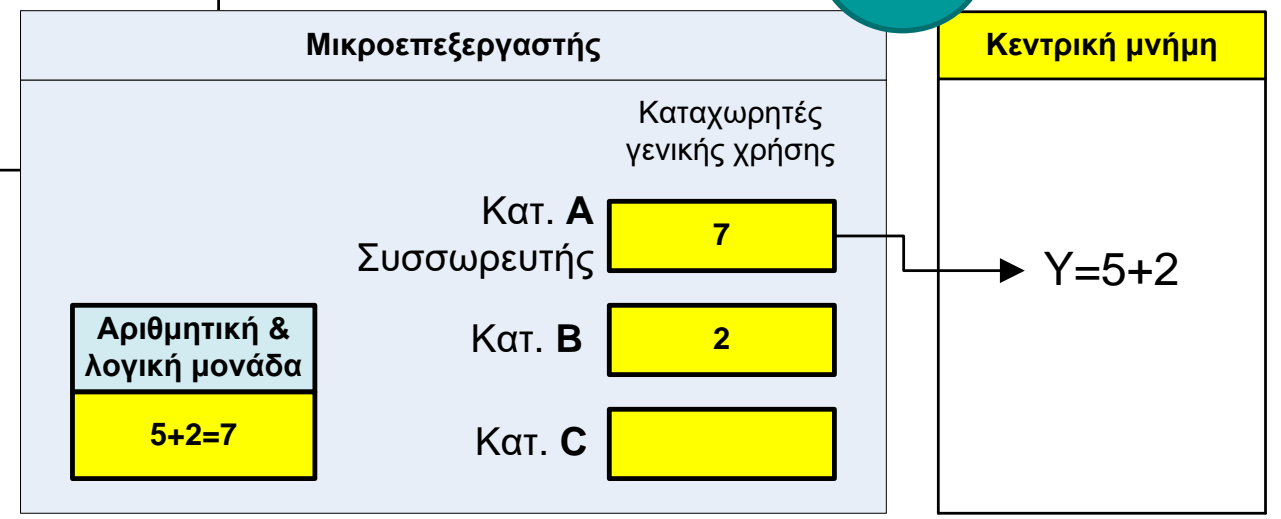 Μικροεπεξεργαστής
Κεντρική μνήμη
Καταχωρητές
γενικής χρήσης
Κατ. A
Συσσωρευτής
7
Y=5+2
Αριθμητική &
λογική μονάδα
Κατ. B
2
5+2=7
Κατ. C